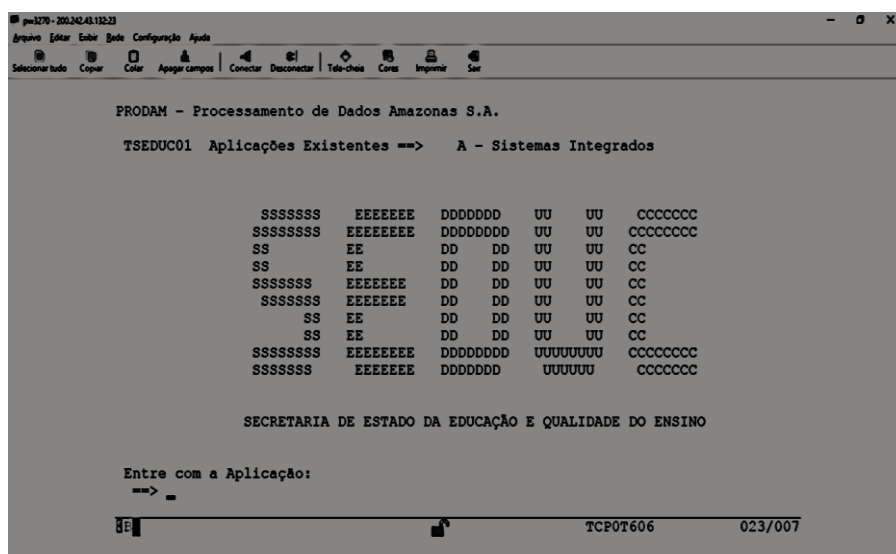 pw3270 - 200.242.43.132:23
Arquivo Editar Exibir Rede Configuração Ajuda
Selecionar tudo Copiar Colar Apagar campos Conectar Desconectar Tela-cheia Cores Imprimir Sair
PRODAM - Processamento de Dados Amazonas S.A.
TSEDUC01 Aplicações Existentes ==> A - Sistemas Integrados
SSSSSSS EEEEEEE DDDDDDD UU UU CCCCCCC
SSSSSSSS EEEEEEEE DDDDDDDD UU UU CCCCCCCC
SS EE DD DD UU UU CC
SS EE DD DD UU UU CC
SSSSSSS EEEEEEE DD DD UU UU CC
SSSSSSS EEEEEEE DD DD UU UU CC
SS EE DD DD UU UU CC
SS EE DD DD UU UU CC
SSSSSSSS EEEEEEEE DDDDDDDD UUUUUUUU CCCCCCCC
SSSSSSS EEEEEEE DDDDDDD UUUUUU CCCCCCC
SECRETARIA DE ESTADO DA EDUCAÇÃO E QUALIDADE DO ENSINO
Entre com a Aplicação:
==> _
TCP0T606 023/007